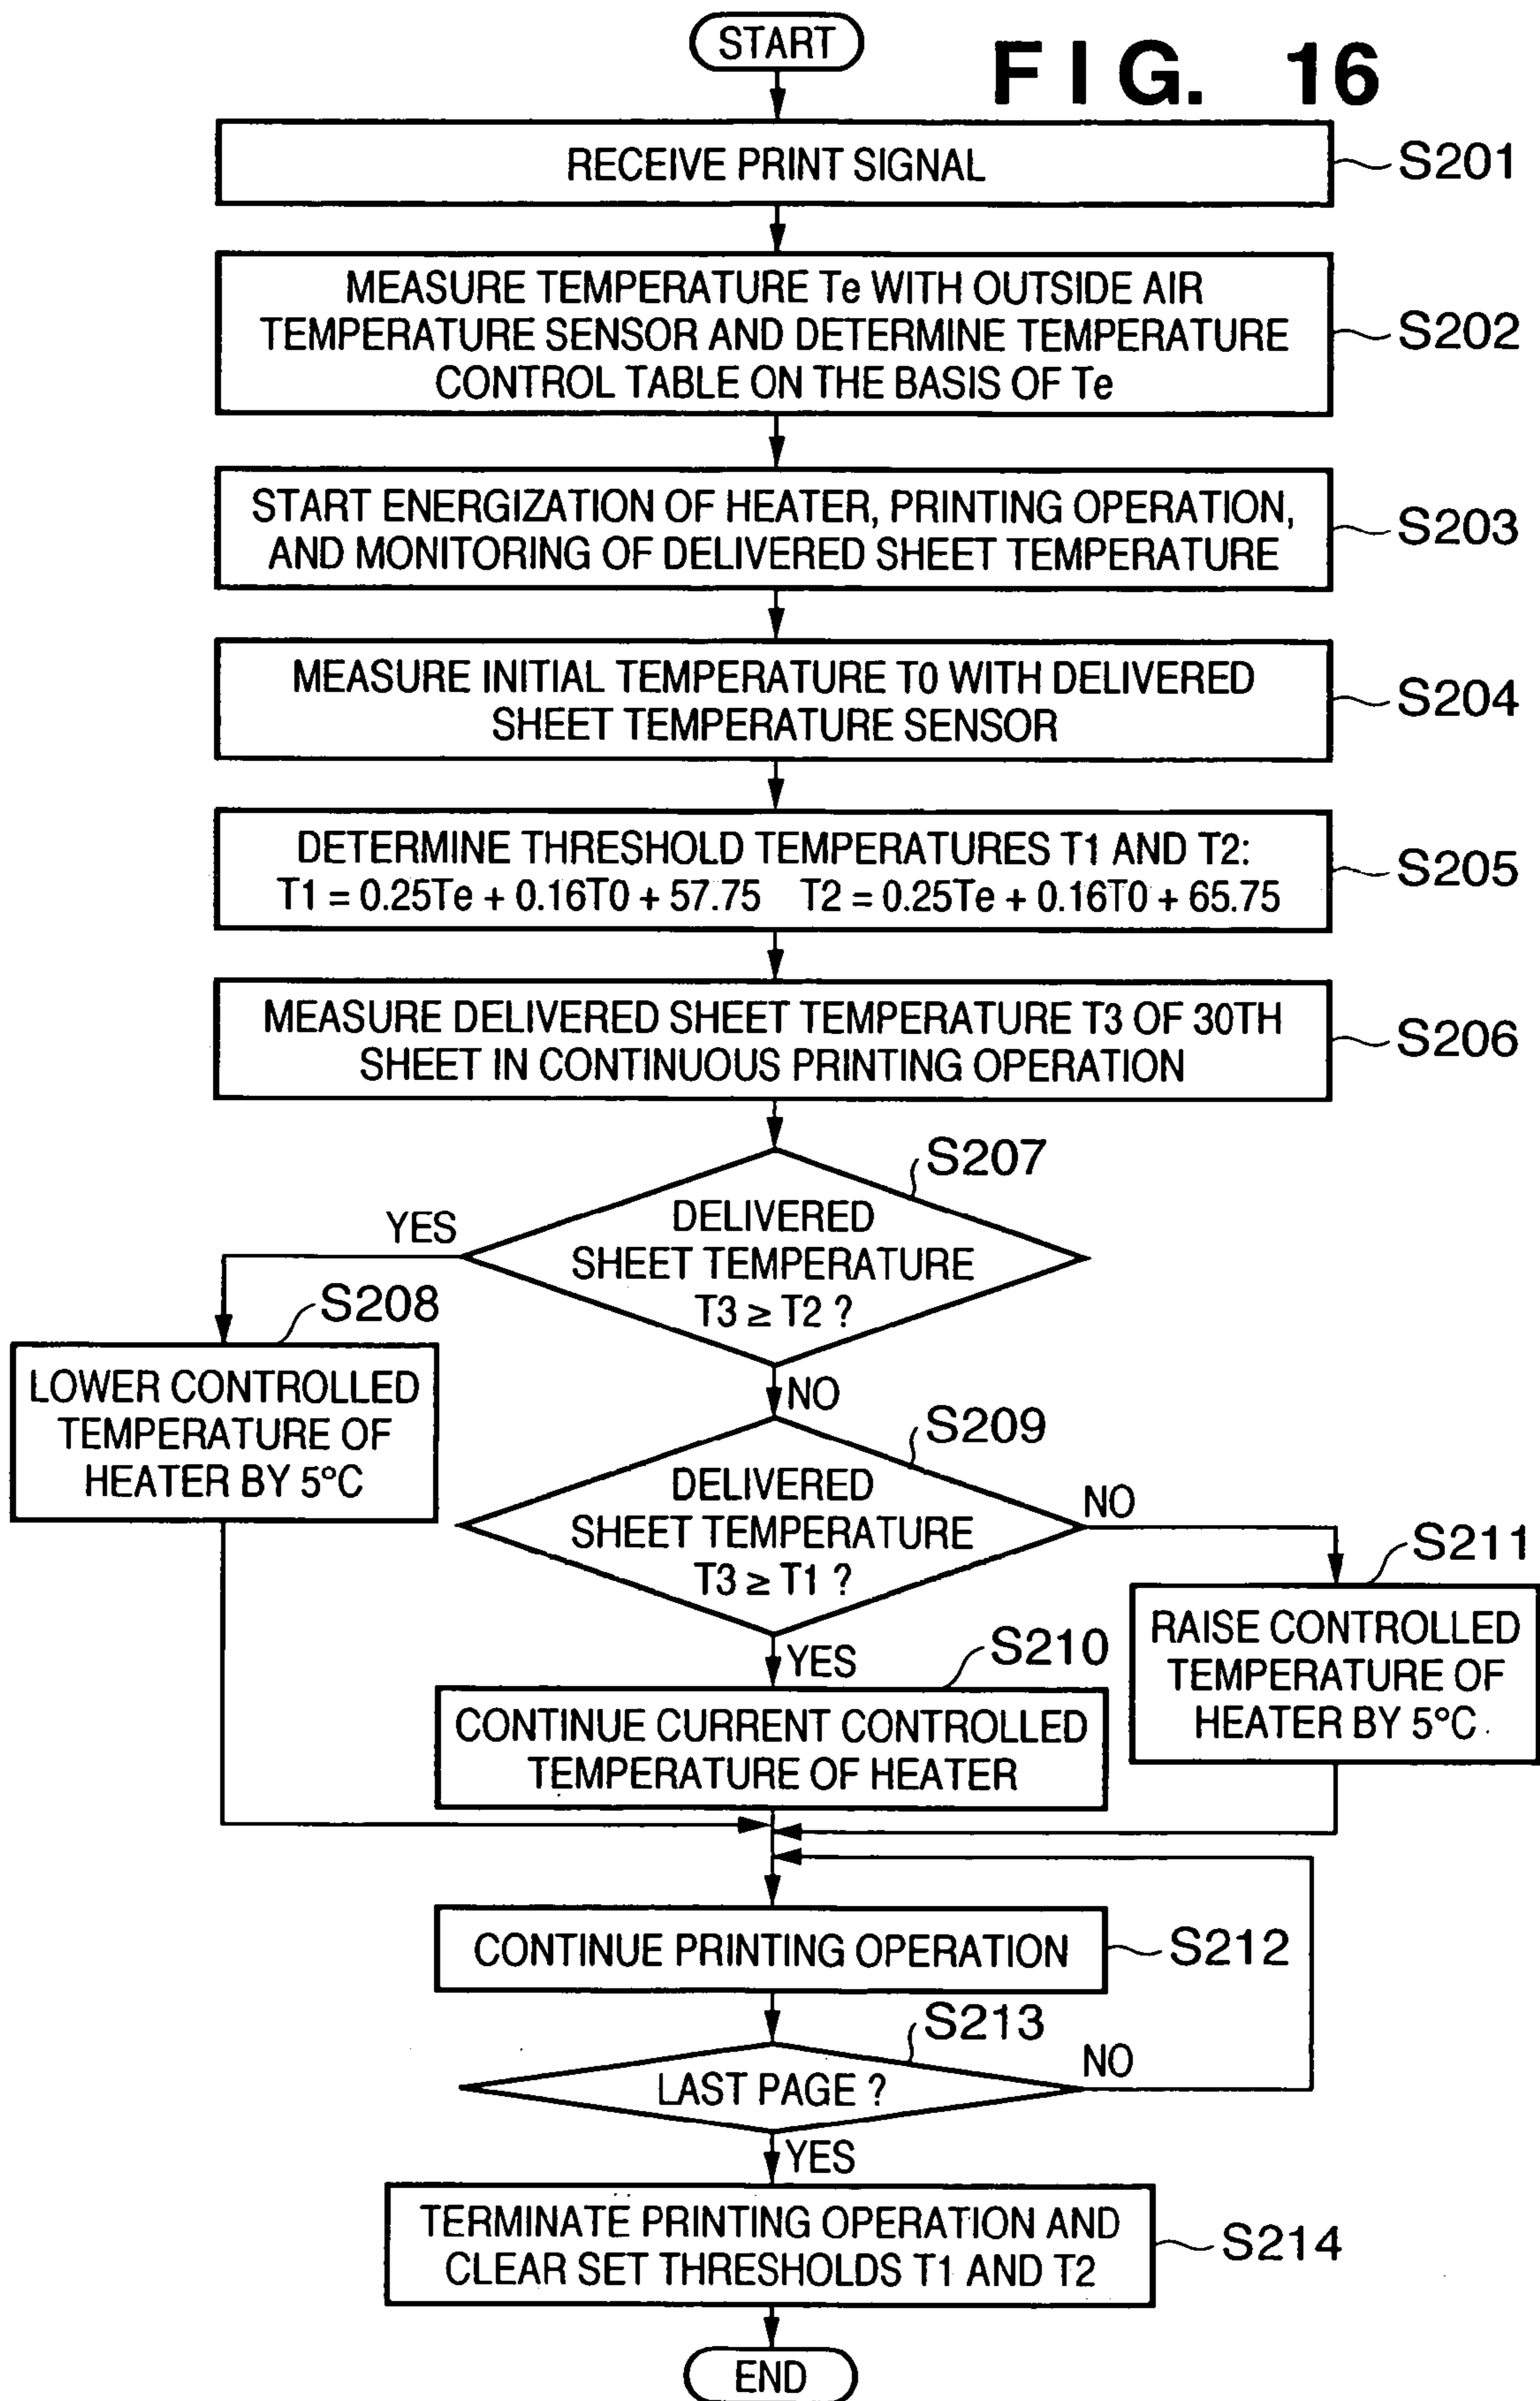 START
FIG. 16
RECEIVE PRINT SIGNAL
S201
MEASURE TEMPERATURE Te WITH OUTSIDE AIR
TEMPERATURE SENSOR AND DETERMINE TEMPERATURE
CONTROL TABLE ON THE BASIS OF Te
S202
START ENERGIZATION OF HEATER, PRINTING OPERATION,
AND MONITORING OF DELIVERED SHEET TEMPERATURE
S203
MEASURE INITIAL TEMPERATURE T0 WITH DELIVERED
SHEET TEMPERATURE SENSOR
S204
DETERMINE THRESHOLD TEMPERATURES T1 AND T2:
T1 = 0.25Te + 0.16T0 + 57.75 T2 = 0.25Te + 0.16T0 + 65.75
S205
MEASURE DELIVERED SHEET TEMPERATURE T3 OF 30TH
SHEET IN CONTINUOUS PRINTING OPERATION
S206
S207
DELIVERED
SHEET TEMPERATURE
T3 ≥ T2 ?
YES
NO
S208
LOWER CONTROLLED
TEMPERATURE OF
HEATER BY 5°C
S209
DELIVERED
SHEET TEMPERATURE
T3 ≥ T1 ?
NO
YES
S211
RAISE CONTROLLED
TEMPERATURE OF
HEATER BY 5°C
S210
CONTINUE CURRENT CONTROLLED
TEMPERATURE OF HEATER
CONTINUE PRINTING OPERATION
S212
S213
LAST PAGE ?
NO
YES
TERMINATE PRINTING OPERATION AND
CLEAR SET THRESHOLDS T1 AND T2
S214
END